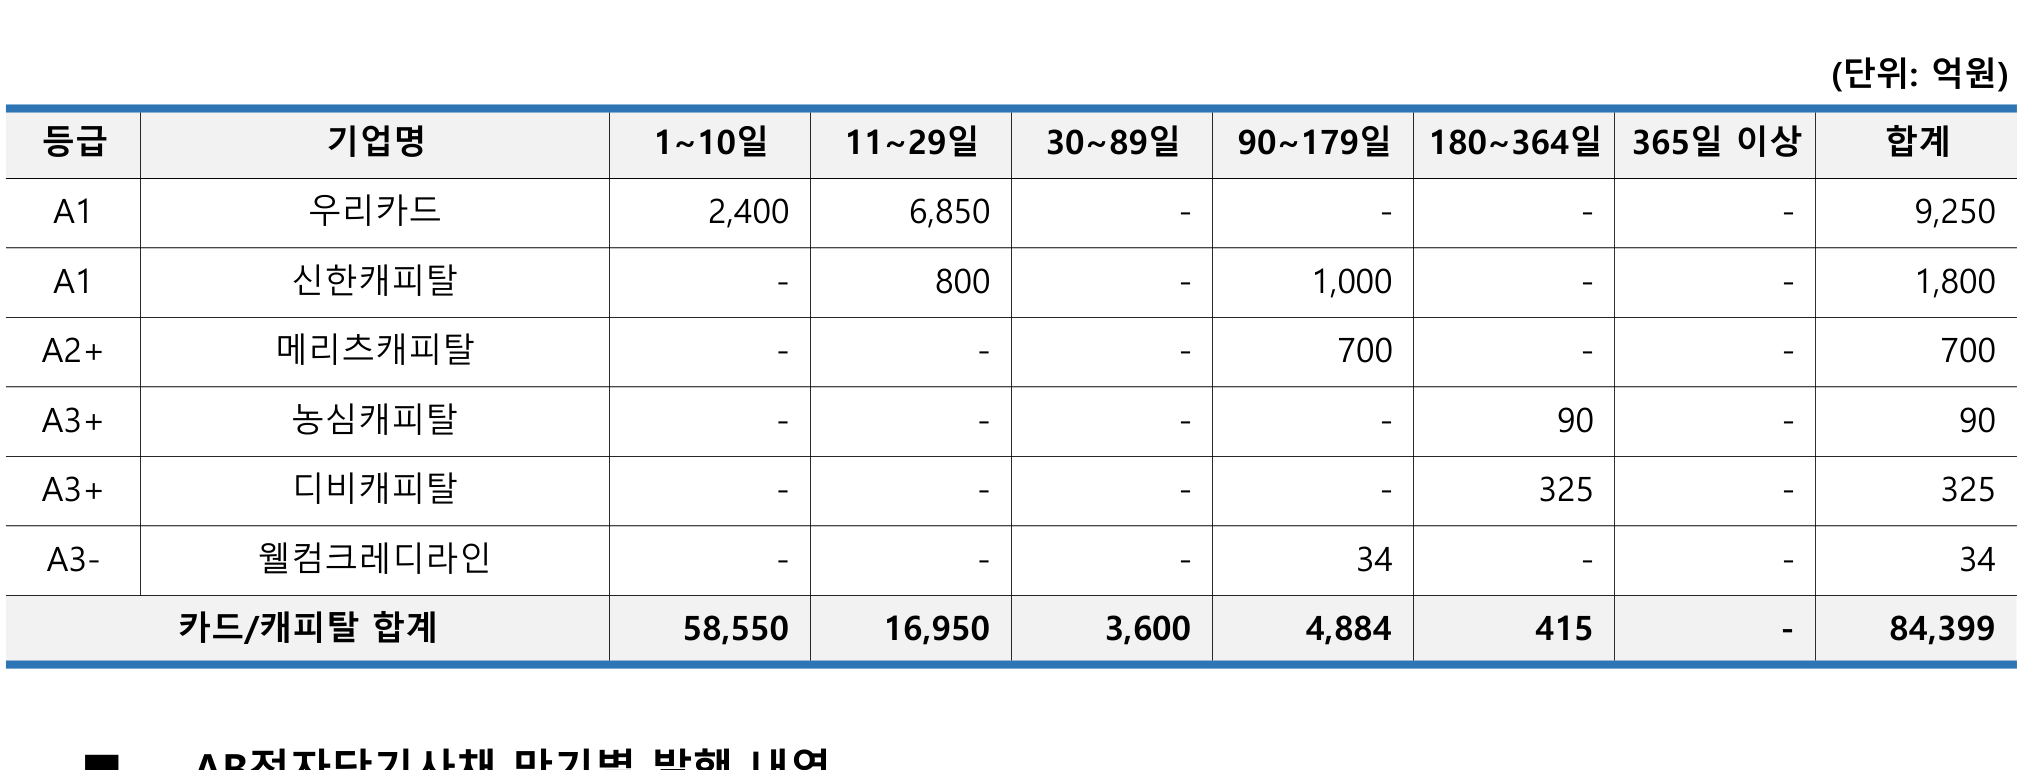 (단위: 억원)
등급 기업명 1~10일 11~29일 30~89일 90~179일 180~364일 365일 이상 합계
A1 우리카드 2,400 6,850 - - - - 9,250
A1 신한캐피탈 - 800 - 1,000 - - 1,800
A2+ 메리츠캐피탈 - - - 700 - - 700
A3+ 농심캐피탈 - - - - 90 - 90
A3+ 디비캐피탈 - - - - 325 - 325
A3- 웰컴크레디라인 - - - 34 - - 34
카드/캐피탈 합계 58,550 16,950 3,600 4,884 415 - 84,399
■ AB전자단기사채 만기별 발행 내역